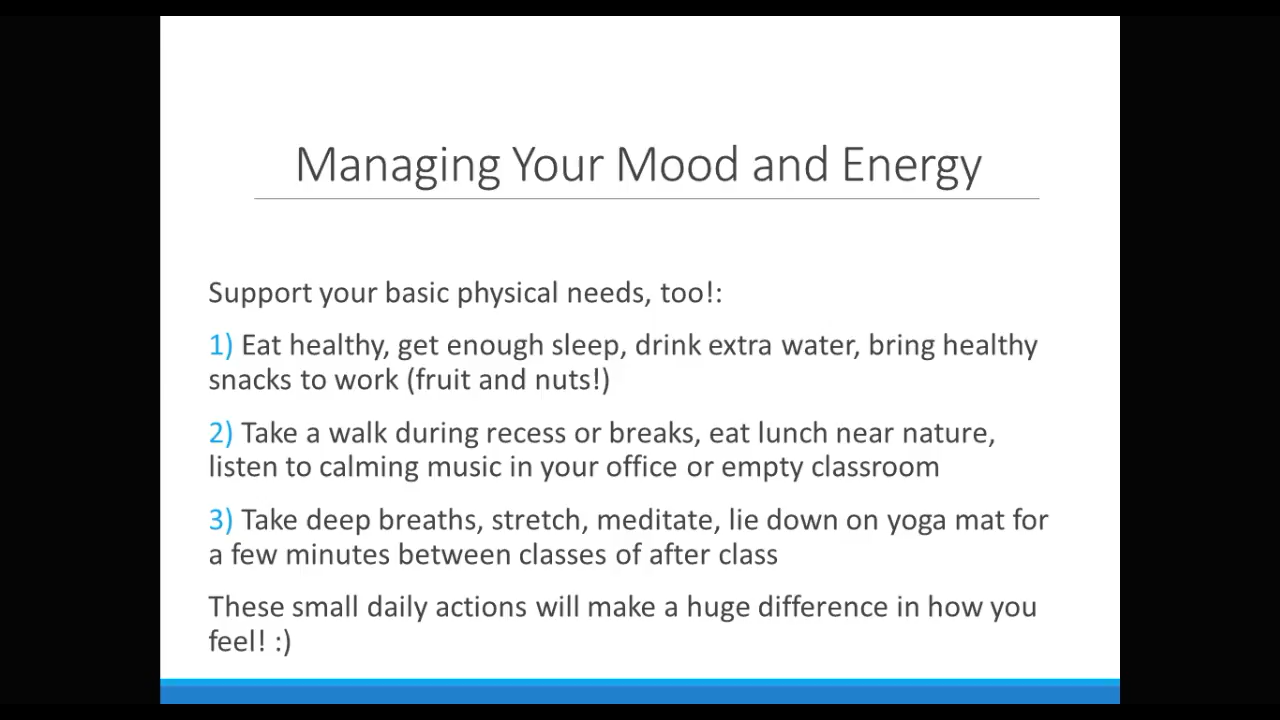 Managing Your Mood and Energy
Support your basic physical needs, too!:
1) Eat healthy, get enough sleep, drink extra water, bring healthy
snacks to work (fruit and nuts!)
2) Take a walk during recess or breaks, eat lunch near nature,
listen to calming music in your office or empty classroom
3) Take deep breaths, stretch, meditate, lie down on yoga mat for
a few minutes between classes of after class
These small daily actions will make a huge difference in how you
feel! :)